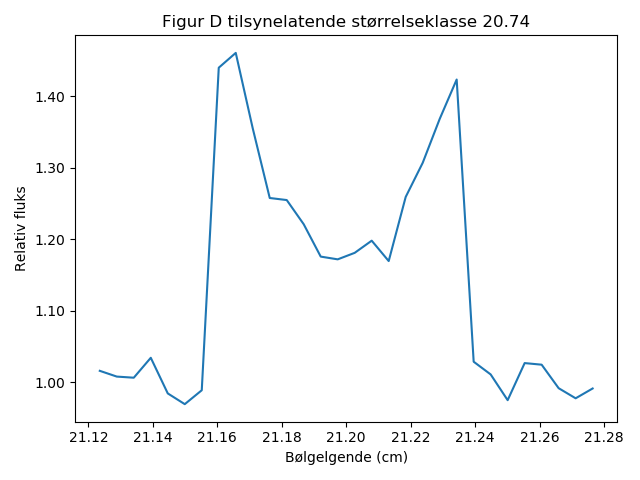 Figur D tilsynelatende størrelseklasse 20.74
Relativ fluks
1.40
1.30
1.20
1.10
1.00
21.12 21.14 21.16 21.18 21.20 21.22 21.24 21.26 21.28
Bølgelgende (cm)